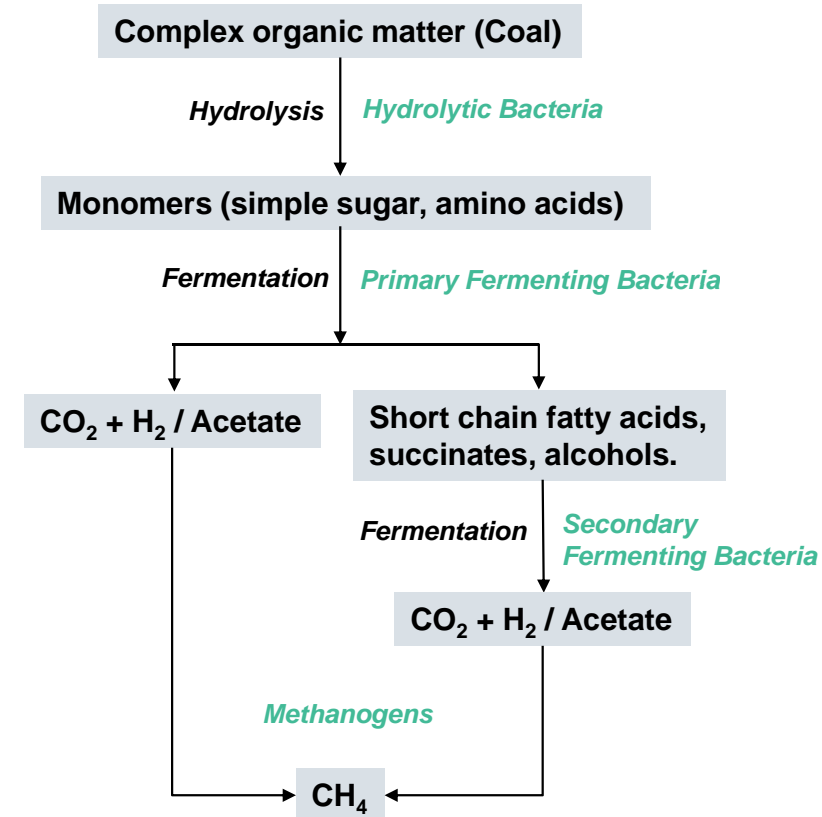 Complex organic matter (Coal)
Hydrolysis
Hydrolytic Bacteria
Monomers (simple sugar, amino acids)
Fermentation
Primary Fermenting Bacteria
CO₂ + H₂ / Acetate
Short chain fatty acids,
succinates, alcohols.
Fermentation
Secondary
Fermenting Bacteria
CO₂ + H₂ / Acetate
Methanogens
CH₄